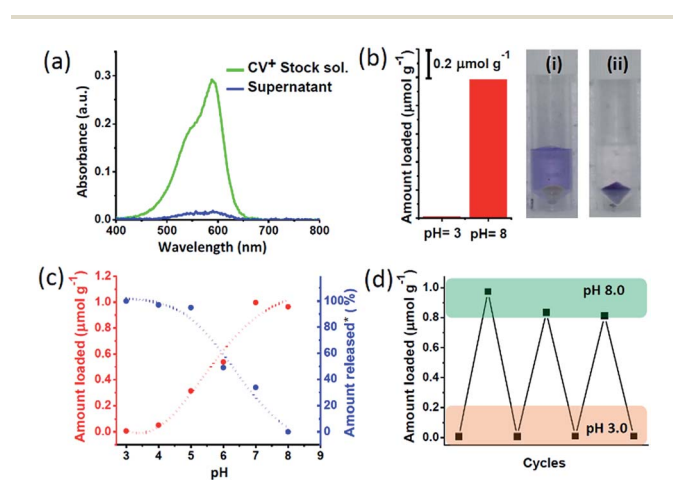 (a)
Absorbance (a.u.)
0.3
0.2
0.1
0.0
400 500 600 700 800
Wavelength (nm)
CV+ Stock sol.
Supernatant
(b)
Amount loaded (μmol g-1)
0.2 μmol g-1
pH= 3 pH= 8
(i)
(ii)
(c)
Amount loaded (μmol g-1)
1.2
1.0
0.8
0.6
0.4
0.2
0.0
3 4 5 6 7 8 9
pH
100%
80
60
40
20
0
Amount released* (%)
(d)
Amount loaded (μmol g-1)
1.0
0.8
0.6
0.4
0.2
0.0
pH 8.0
pH 3.0
Cycles